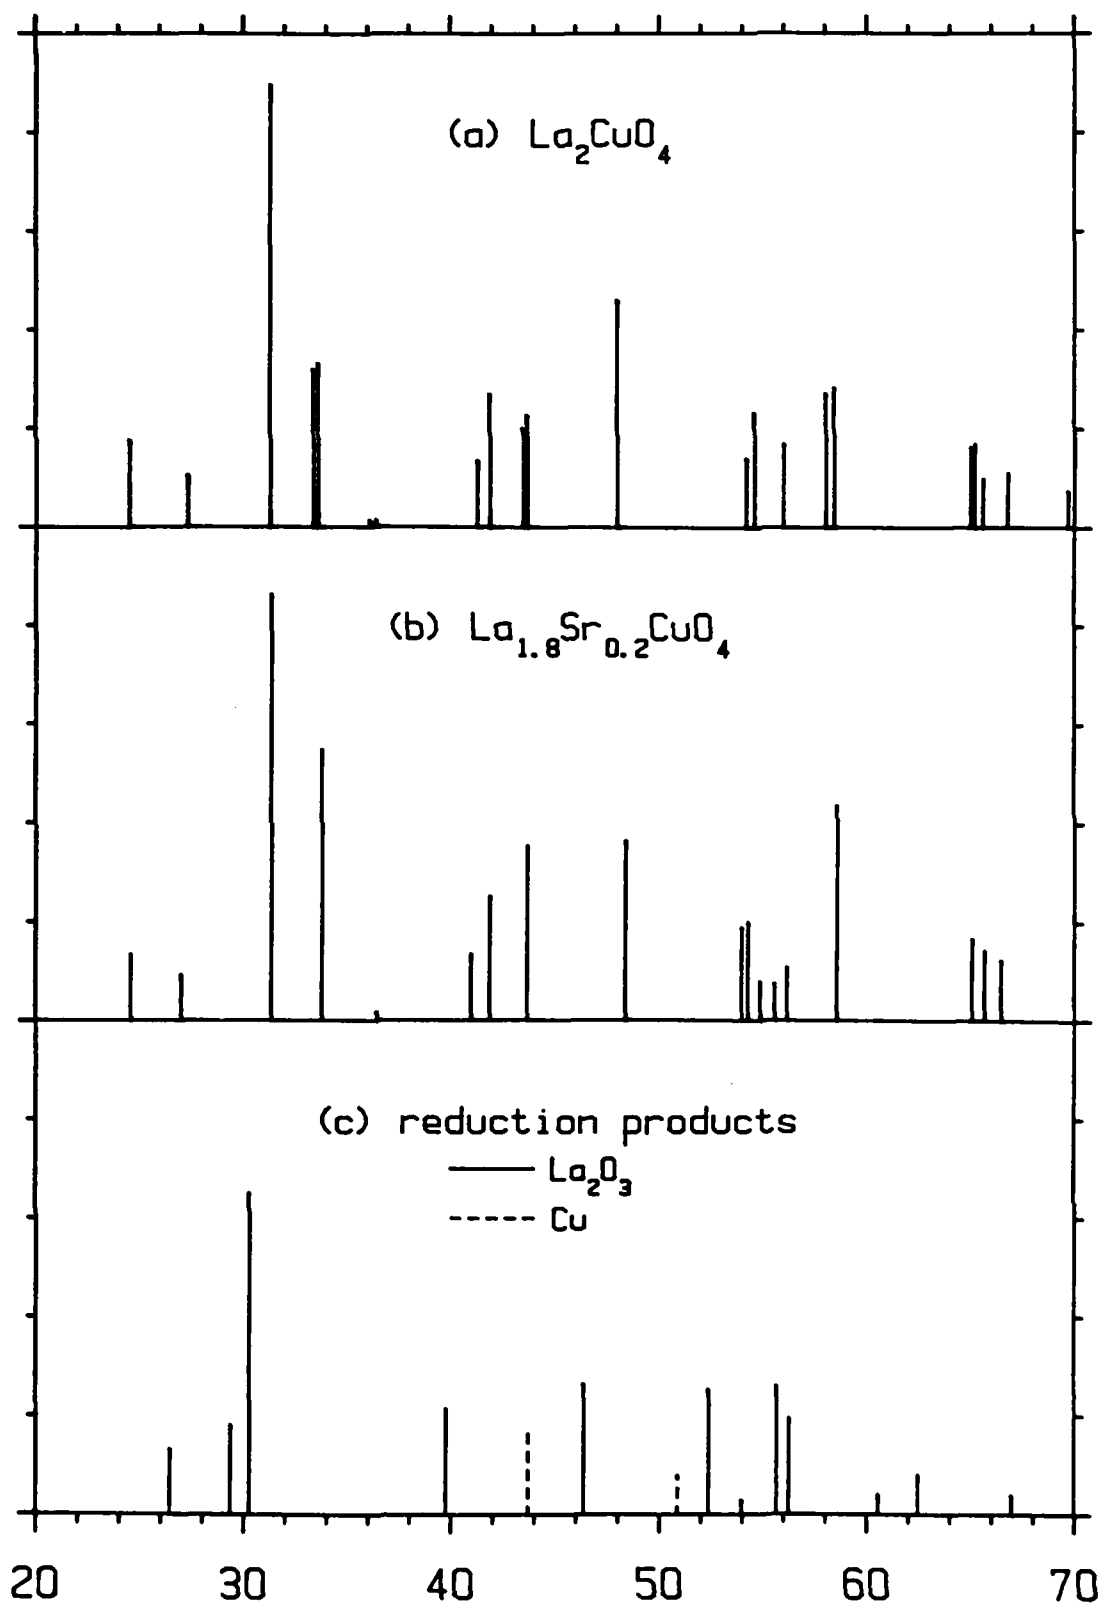 (a) La₂CuO₄
(b) La₁.₈Sr₀.₂CuO₄
(c) reduction products
La₂O₃
Cu
20 30 40 50 60 70